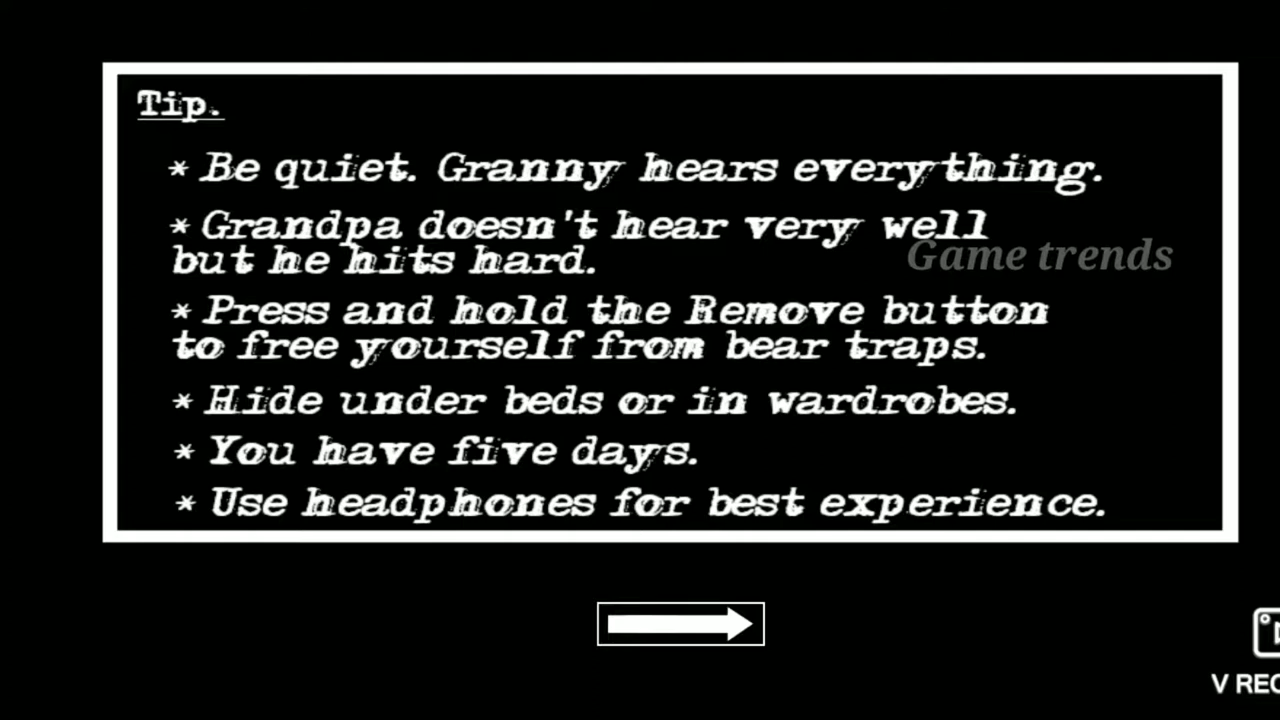 Tip.
* Be quiet. Granny hears everything.
* Grandpa doesn't hear very well
but he hits hard.
Game trends
* Press and hold the Remove button
to free yourself from bear traps.
* Hide under beds or in wardrobes.
* You have five days.
* Use headphones for best experience.
V REC